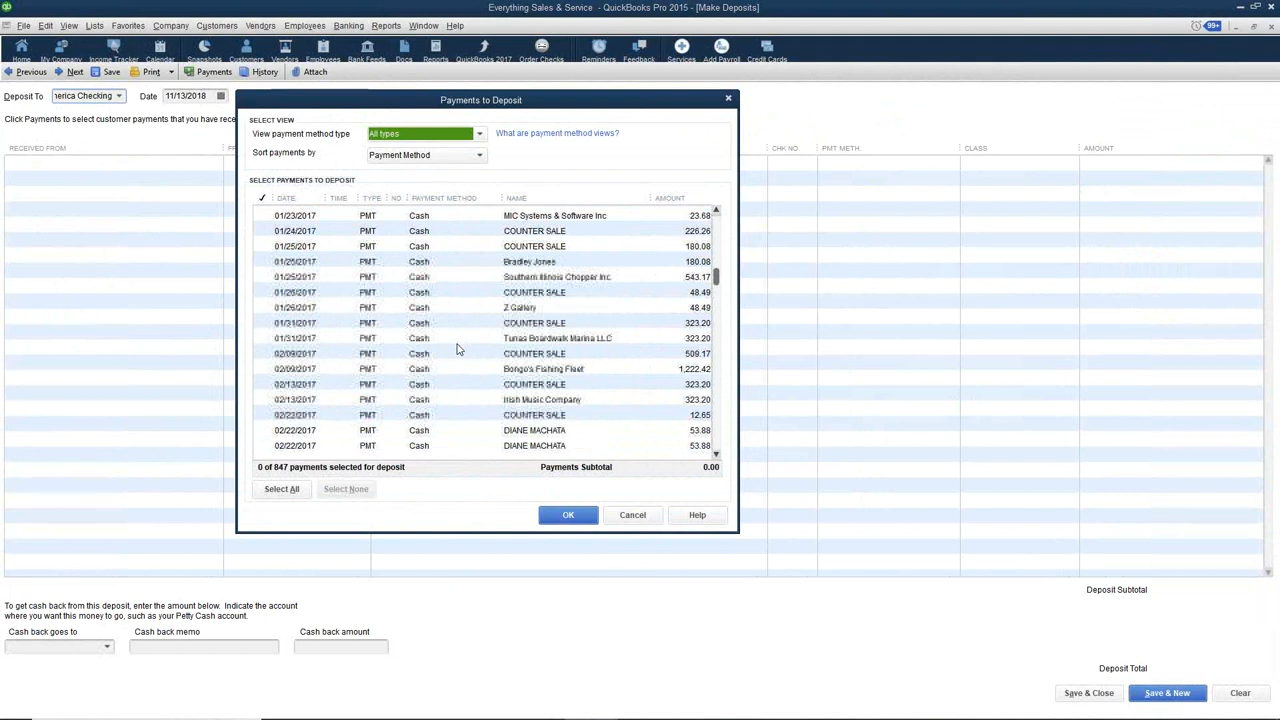 Everything Sales & Service - QuickBooks Pro 2015 - [Make Deposits]
File Edit View Lists Favorites Company Customers Vendors Employees Banking Reports Window Help 99+
Home My Company Income Tracker Calendar Snapshots Customers Vendors Employees Bank Feeds Docs Reports QuickBooks 2017 Order Checks Reminders Feedback Services Add Payroll Credit Cards
Previous Next Save Print Payments History Attach
Deposit To erica Checking Date 11/13/2018
Click Payments to select customer payments that you have rece
RECEIVED FROM CHK NO. PMT METH. CLASS AMOUNT
Payments to Deposit
SELECT VIEW
View payment method type All types What are payment method views?
Sort payments by Payment Method
SELECT PAYMENTS TO DEPOSIT
✓ DATE TIME TYPE NO PAYMENT METHOD NAME AMOUNT
01/23/2017 PMT Cash MIC Systems & Software Inc 23.68
01/24/2017 PMT Cash COUNTER SALE 226.26
01/25/2017 PMT Cash COUNTER SALE 180.08
PMT Cash Bradley Jones 180.08
01/25/2017 PMT Cash Southern Illinois Chopper Inc. 543.17
01/26/2017 PMT Cash COUNTER SALE 48.49
01/26/2017 PMT Cash Z Gallery 48.49
01/31/2017 PMT Cash COUNTER SALE 323.20
01/31/2017 PMT Cash Boardwalk Marina LLC 323.20
02/09/2017 PMT Cash COUNTER SALE 509.17
02/09/2017 PMT Cash Bongo's Fishing Fleet 1,222.42
02/13/2017 PMT Cash COUNTER SALE 323.20
02/13/2017 PMT Cash Irish Music Company 323.20
02/22/2017 PMT Cash COUNTER SALE 12.65
02/22/2017 PMT Cash DIANE MACHATA 53.88
02/22/2017 PMT Cash DIANE MACHATA 53.88
0 of 847 payments selected for deposit Payments Subtotal 0.00
Select All Select None
OK Cancel Help
Deposit Subtotal
To get cash back from this deposit, enter the amount below. Indicate the account
where you want this money to go, such as your Petty Cash account.
Cash back goes to Cash back memo Cash back amount
Deposit Total
Save & Close Save & New Clear